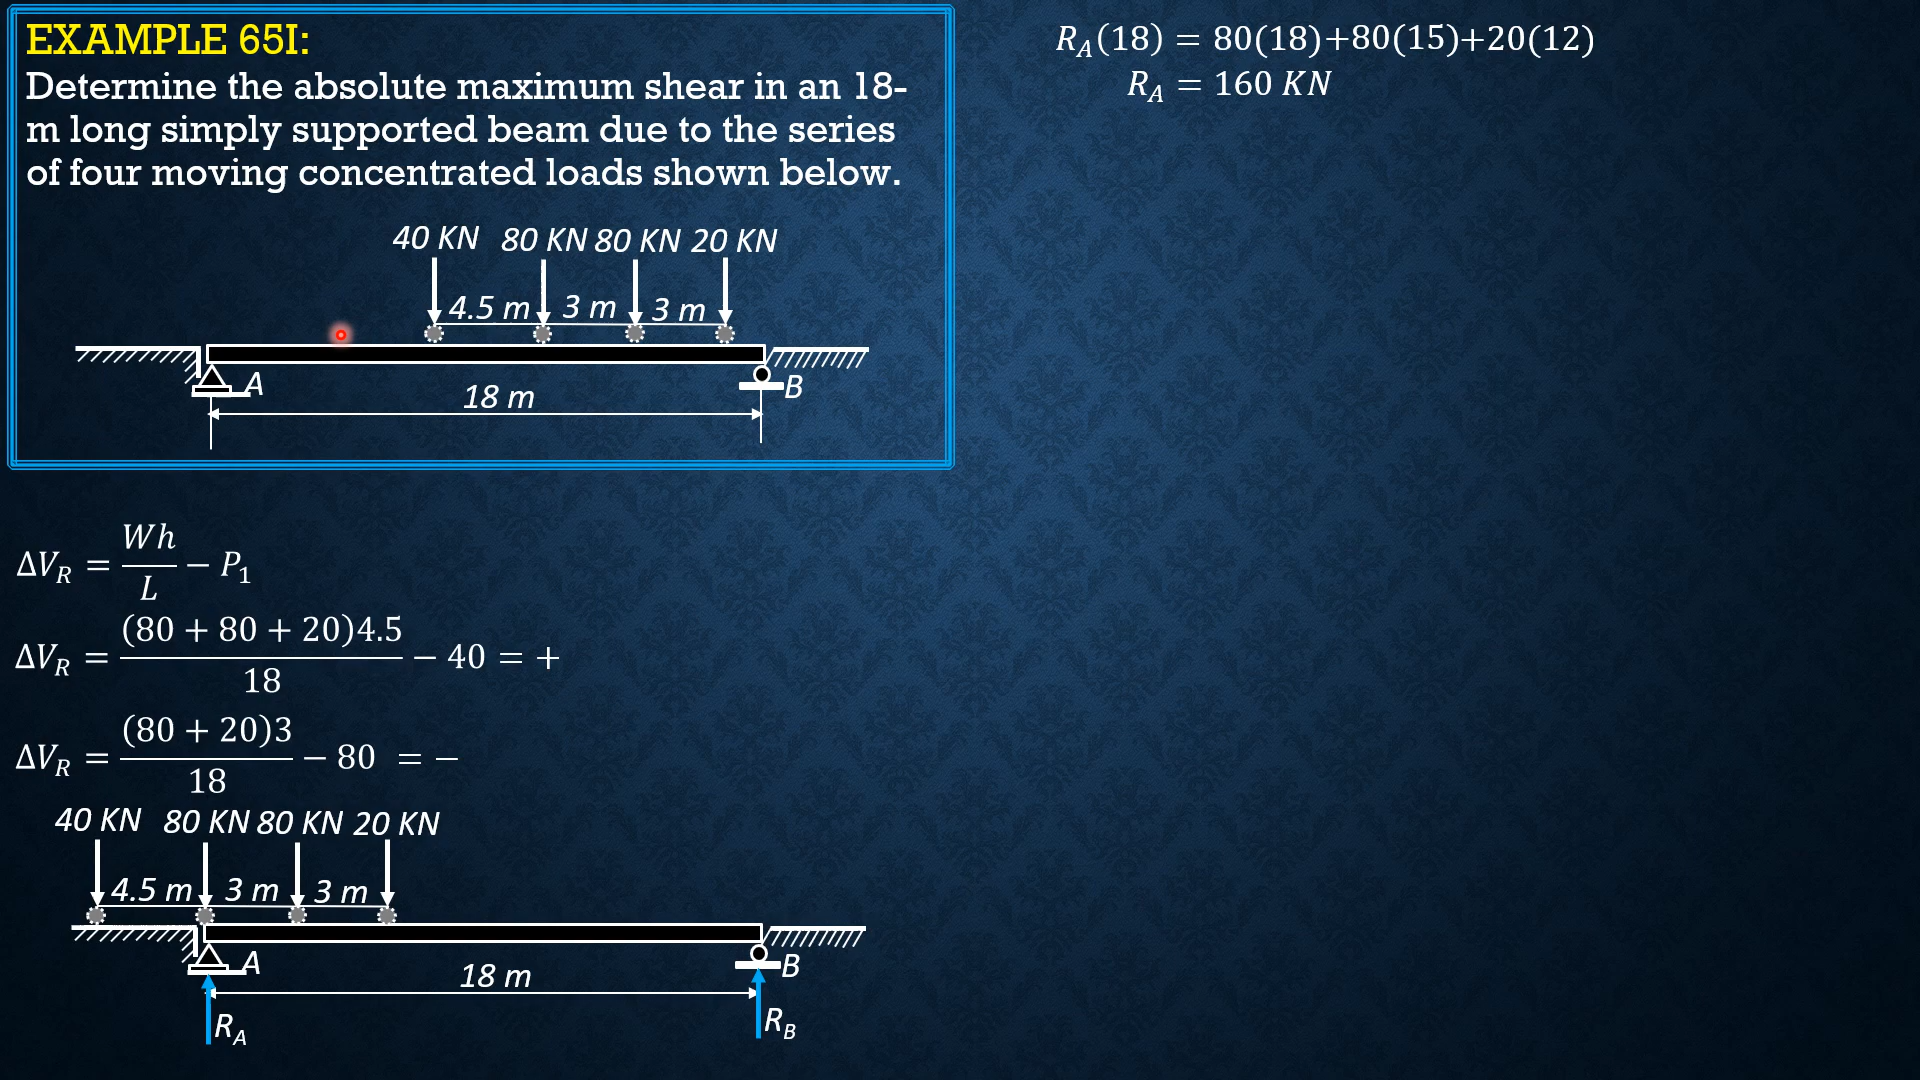 EXAMPLE 65I:
Determine the absolute maximum shear in an 18-
m long simply supported beam due to the series
of four moving concentrated loads shown below.
40 KN 80 KN 80 KN 20 KN
4.5 m 3 m 3 m
A B
18 m
ΔV_R = Wh/L − P_1
ΔV_R = (80 + 80 + 20)4.5/18 − 40 = +
ΔV_R = (80 + 20)3/18 − 80 = −
40 KN 80 KN 80 KN 20 KN
4.5 m 3 m 3 m
A B
18 m
R_A R_B
R_A(18) = 80(18)+80(15)+20(12)
R_A = 160 KN